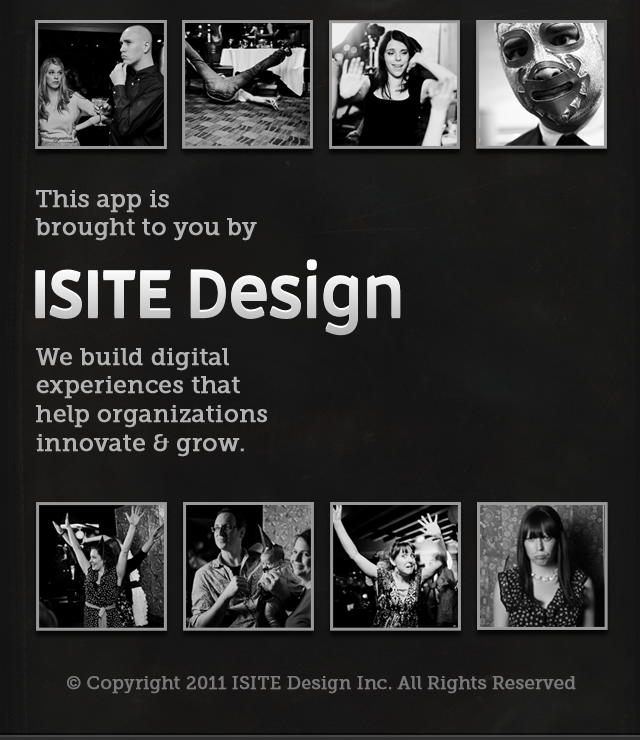 This app is
brought to you by
ISITE Design
We build digital
experiences that
help organizations
innovate & grow.
© Copyright 2011 ISITE Design Inc. All Rights Reserved